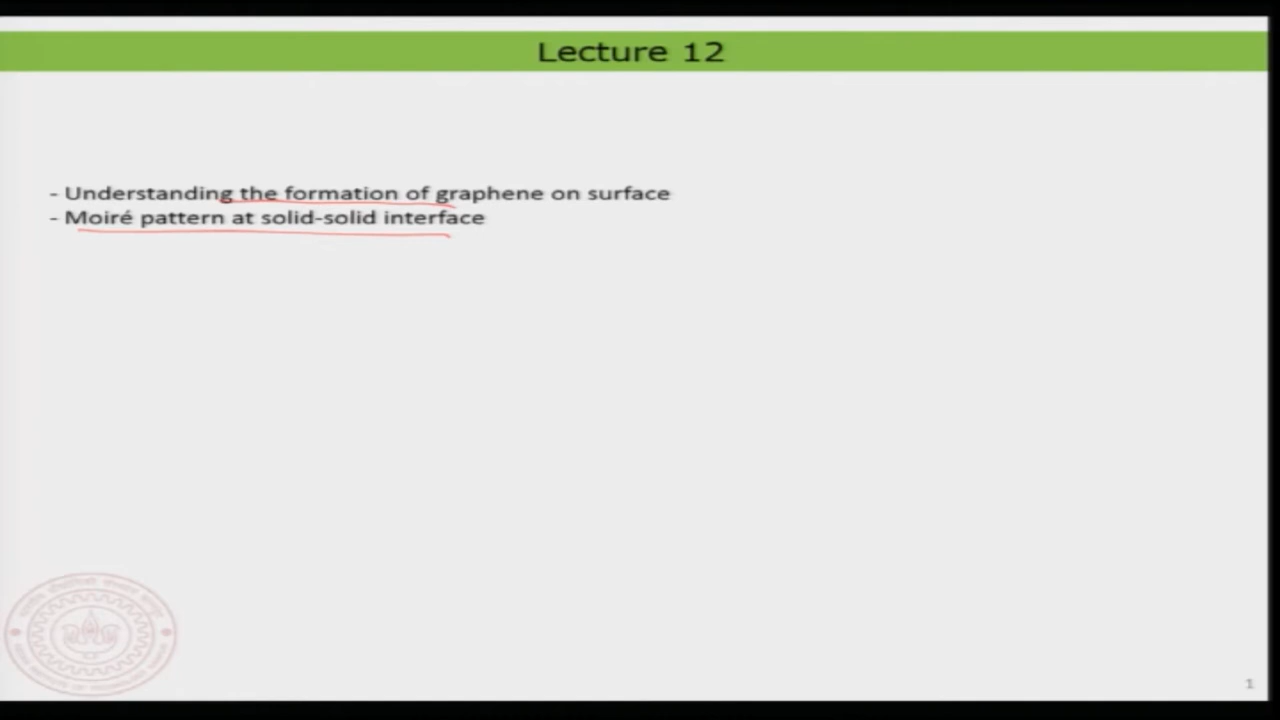 Lecture 12
- Understanding the formation of graphene on surface
- Moiré pattern at solid-solid interface
1